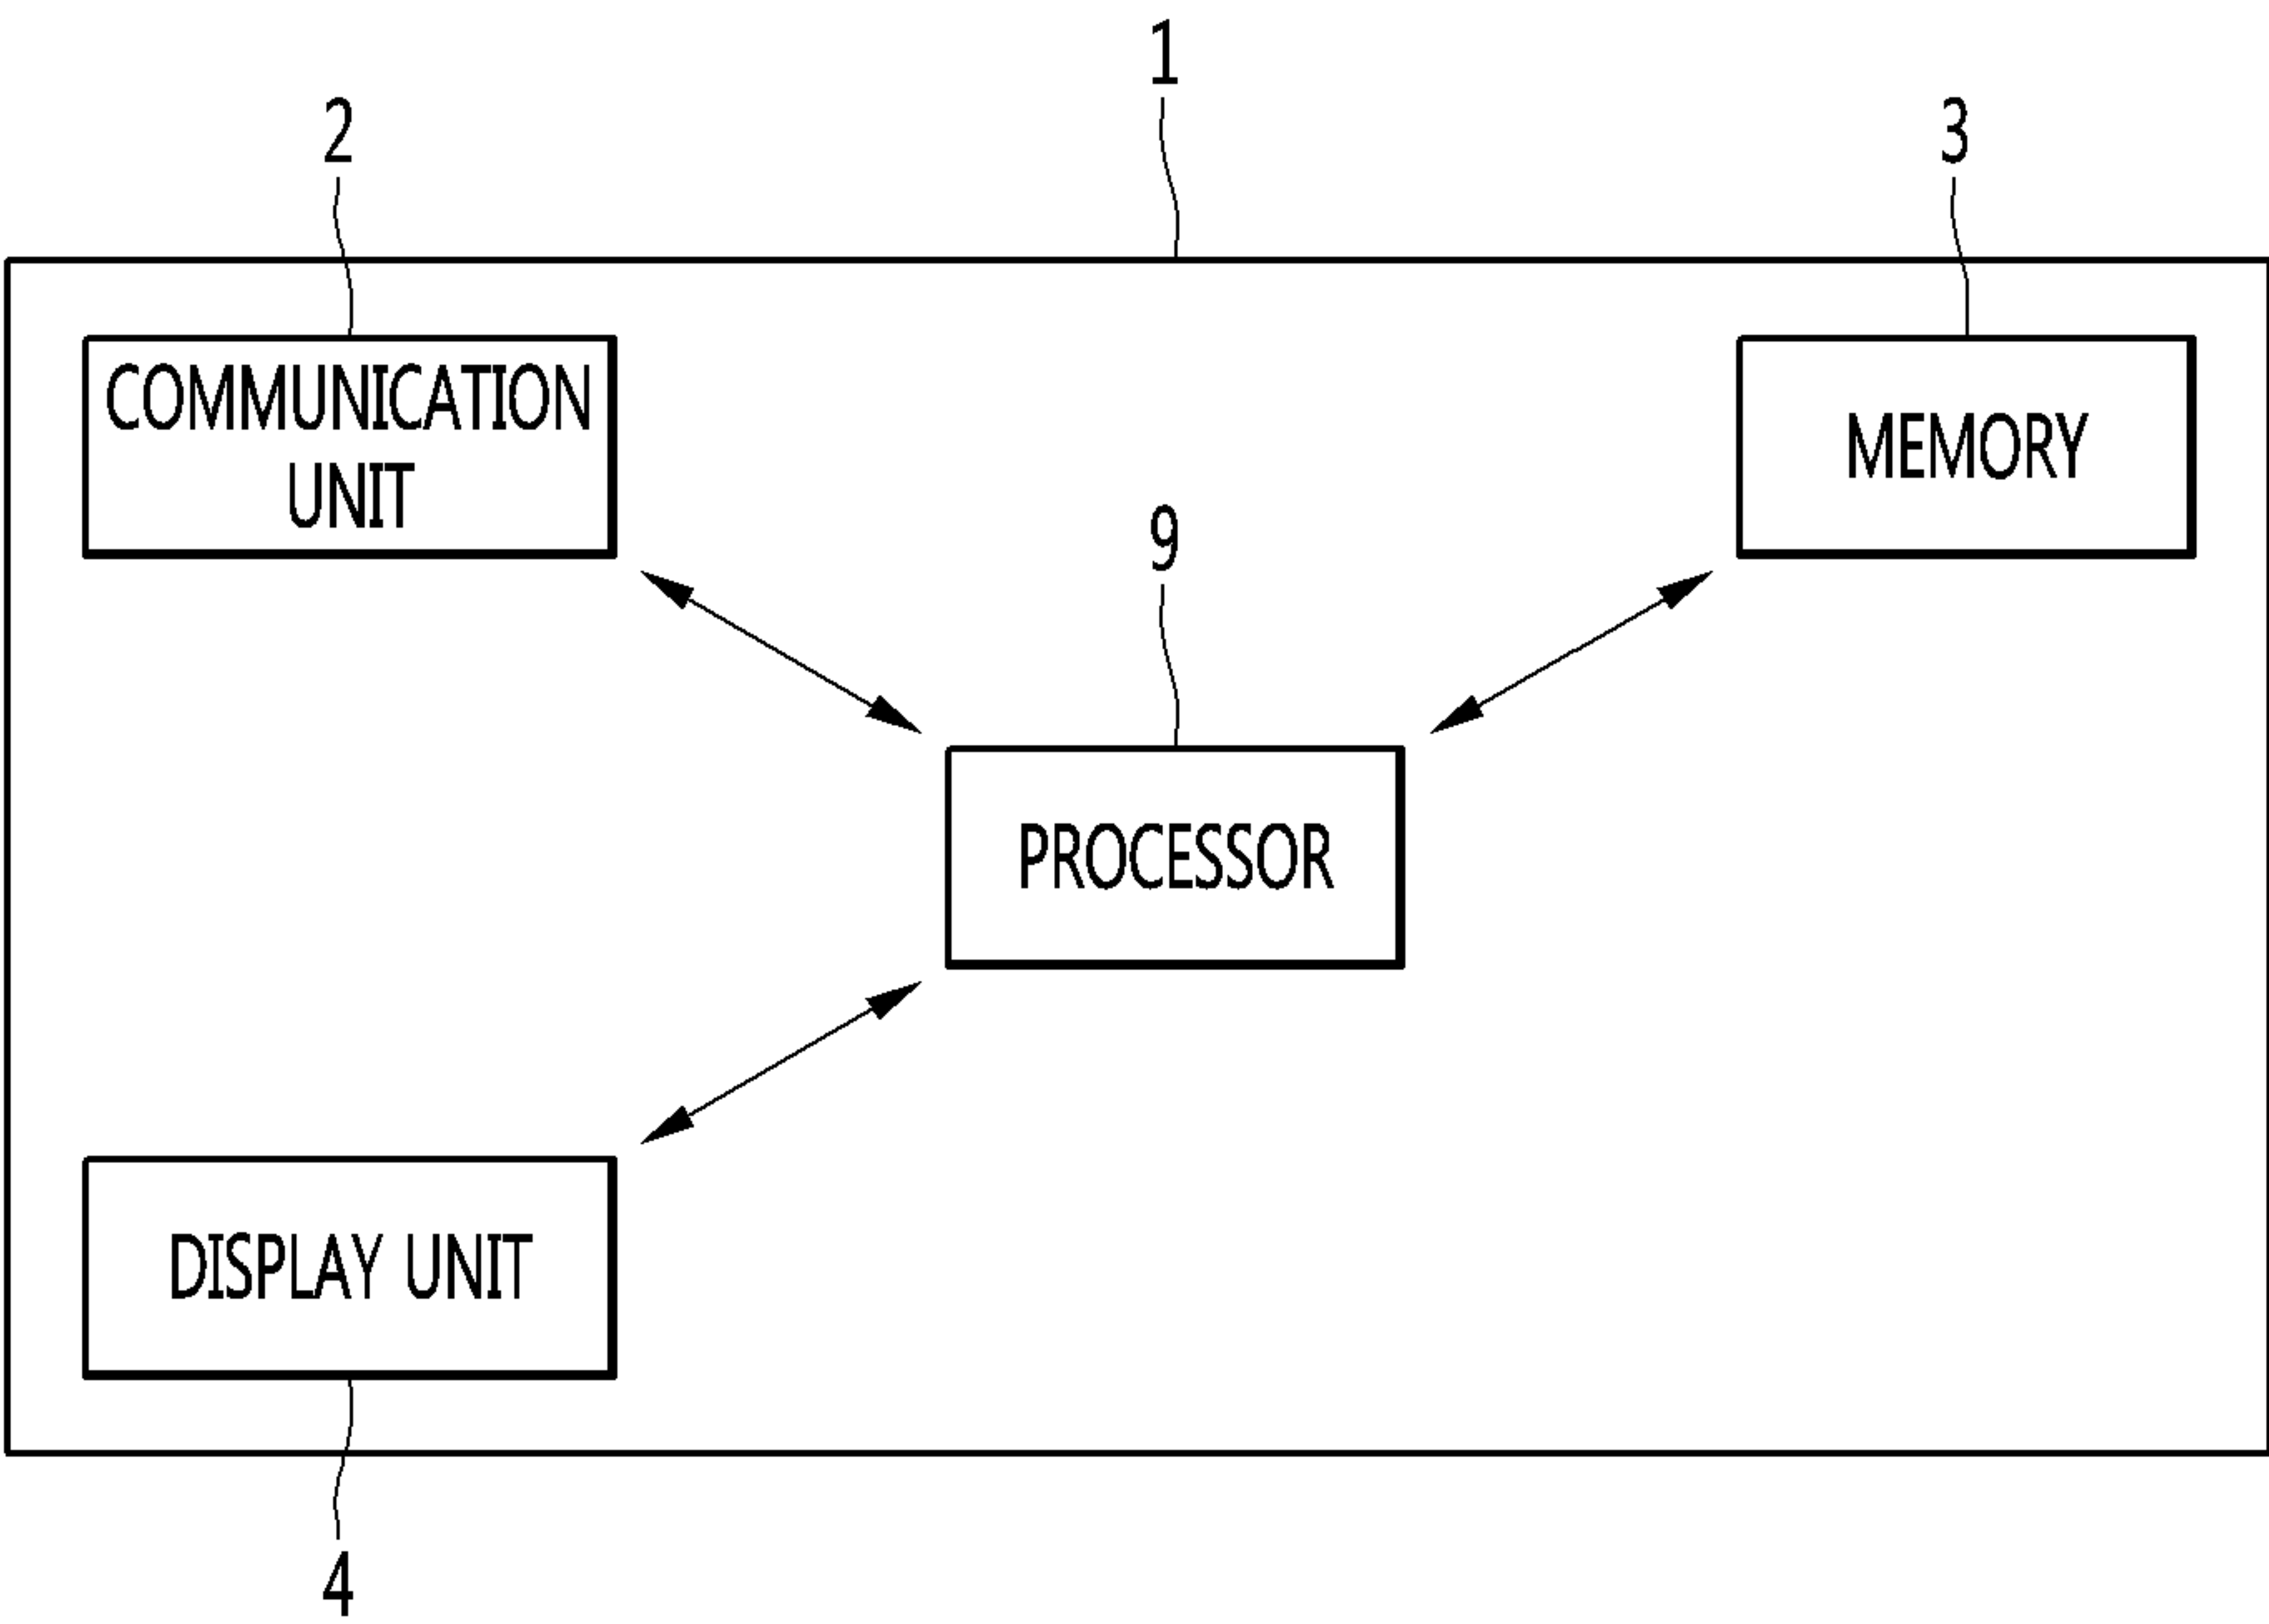 1
2
3
COMMUNICATION
UNIT
MEMORY
9
PROCESSOR
DISPLAY UNIT
4